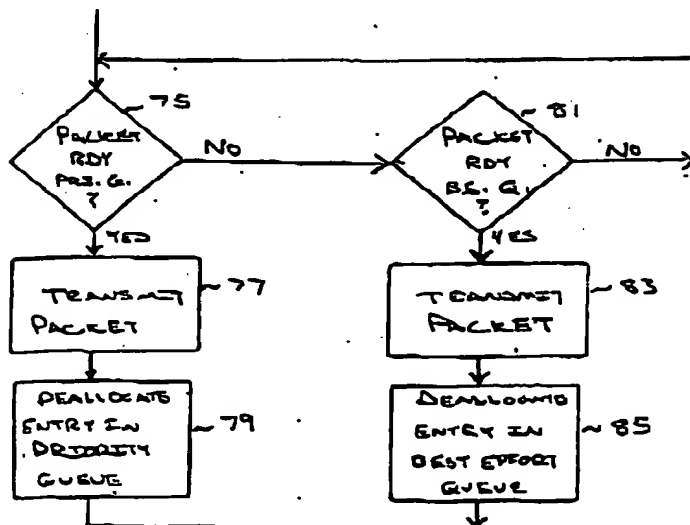 75
PACKET
RDY
PRI. Q.
?
NO
YES
77
TRANSMIT
PACKET
79
DEALLOCATE
ENTRY IN
PRIORITY
QUEUE
81
PACKET
RDY
B.E. Q.
?
NO
YES
83
TRANSMIT
PACKET
85
DEALLOCATE
ENTRY IN
BEST EFFORT
QUEUE